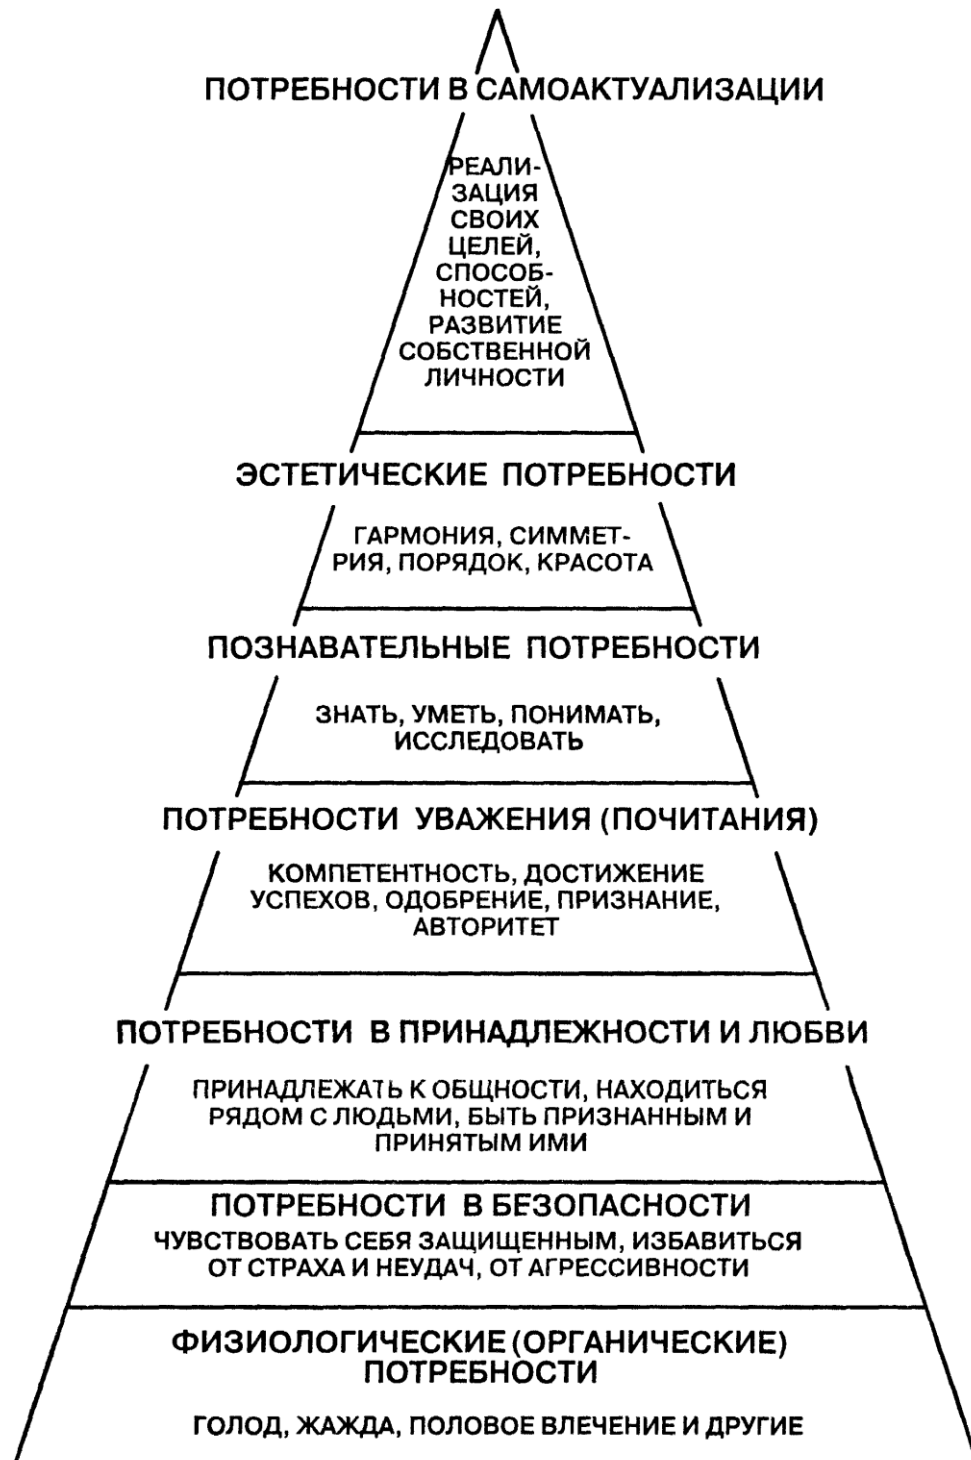 ПОТРЕБНОСТИ В САМОАКТУАЛИЗАЦИИ
РЕАЛИ-
ЗАЦИЯ
СВОИХ
ЦЕЛЕЙ,
СПОСОБ-
НОСТЕЙ,
РАЗВИТИЕ
СОБСТВЕННОЙ
ЛИЧНОСТИ
ЭСТЕТИЧЕСКИЕ ПОТРЕБНОСТИ
ГАРМОНИЯ, СИММЕТ-
РИЯ, ПОРЯДОК, КРАСОТА
ПОЗНАВАТЕЛЬНЫЕ ПОТРЕБНОСТИ
ЗНАТЬ, УМЕТЬ, ПОНИМАТЬ,
ИССЛЕДОВАТЬ
ПОТРЕБНОСТИ УВАЖЕНИЯ (ПОЧИТАНИЯ)
КОМПЕТЕНТНОСТЬ, ДОСТИЖЕНИЕ
УСПЕХОВ, ОДОБРЕНИЕ, ПРИЗНАНИЕ,
АВТОРИТЕТ
ПОТРЕБНОСТИ В ПРИНАДЛЕЖНОСТИ И ЛЮБВИ
ПРИНАДЛЕЖАТЬ К ОБЩНОСТИ, НАХОДИТЬСЯ
РЯДОМ С ЛЮДЬМИ, БЫТЬ ПРИЗНАННЫМ И
ПРИНЯТЫМ ИМИ
ПОТРЕБНОСТИ В БЕЗОПАСНОСТИ
ЧУВСТВОВАТЬ СЕБЯ ЗАЩИЩЕННЫМ, ИЗБАВИТЬСЯ
ОТ СТРАХА И НЕУДАЧ, ОТ АГРЕССИВНОСТИ
ФИЗИОЛОГИЧЕСКИЕ (ОРГАНИЧЕСКИЕ)
ПОТРЕБНОСТИ
ГОЛОД, ЖАЖДА, ПОЛОВОЕ ВЛЕЧЕНИЕ И ДРУГИЕ